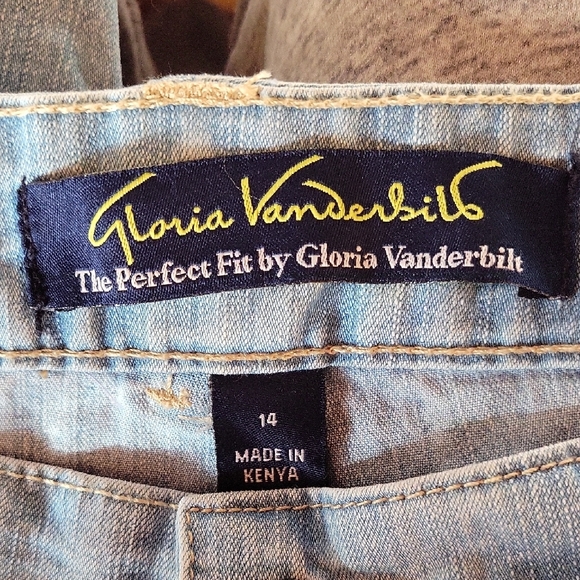 Gloria Vanderbilt
The Perfect Fit by Gloria Vanderbilt
14
MADE IN
KENYA